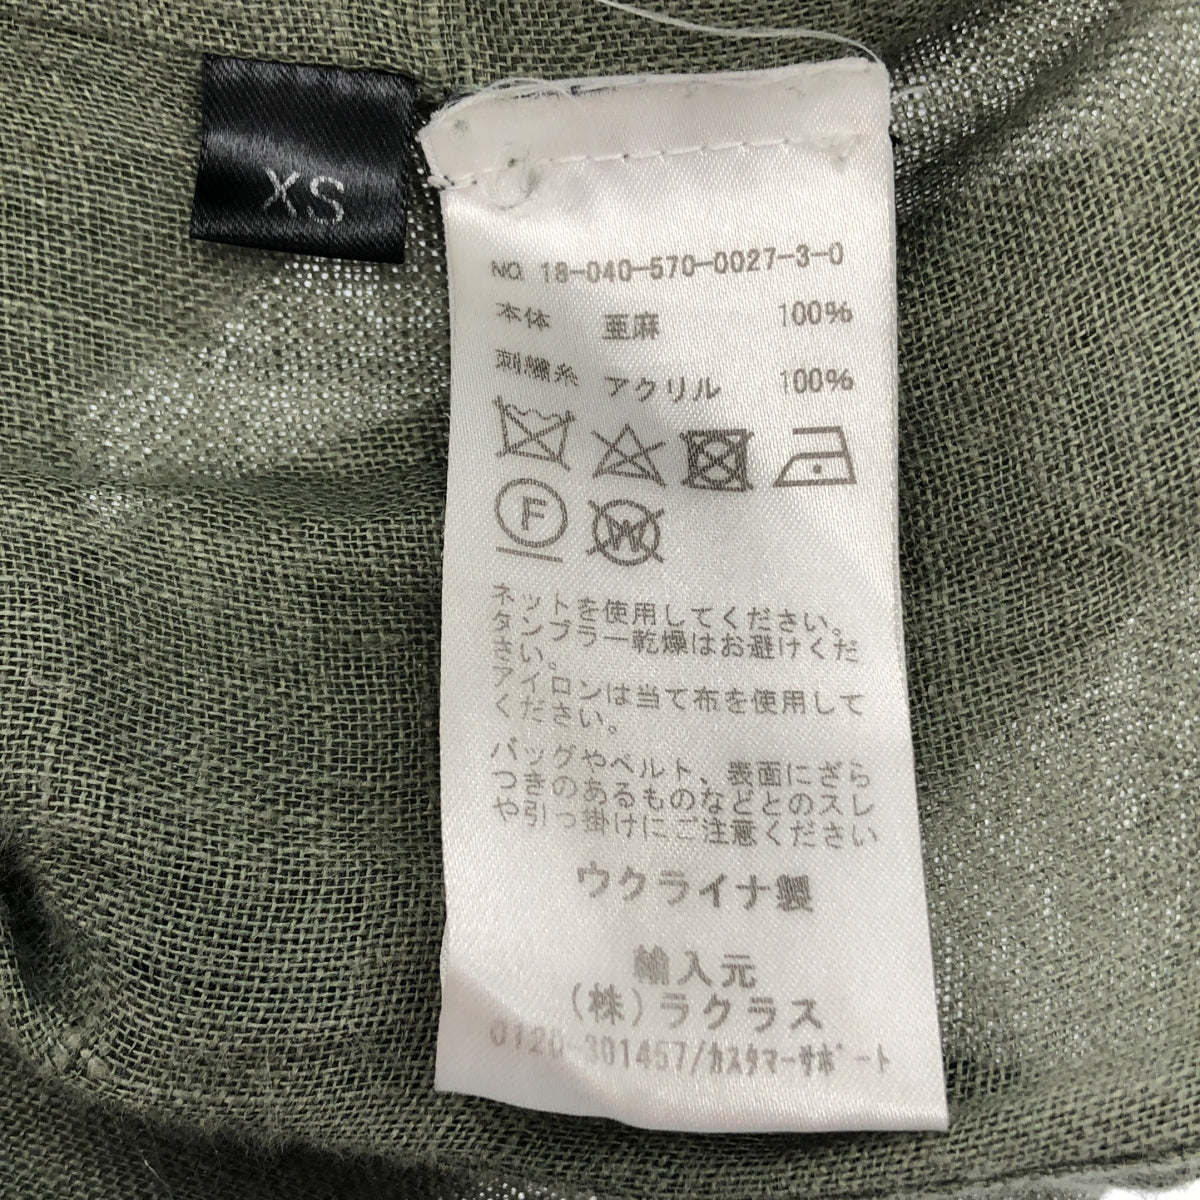 XS
NO. 18-040-570-0027-3-0
本体 亜麻 100%
刺繍糸 アクリル 100%
F W
ネットを使用してください。
タンブラー乾燥はお避けくだ
さい。
アイロンは当て布を使用して
ください。
バッグやベルト、表面にざら
つきのあるものなどとのスレ
や引っ掛けにご注意ください
ウクライナ製
輸入元
(株)ラクラス
0120-301457/カスタマーサポート